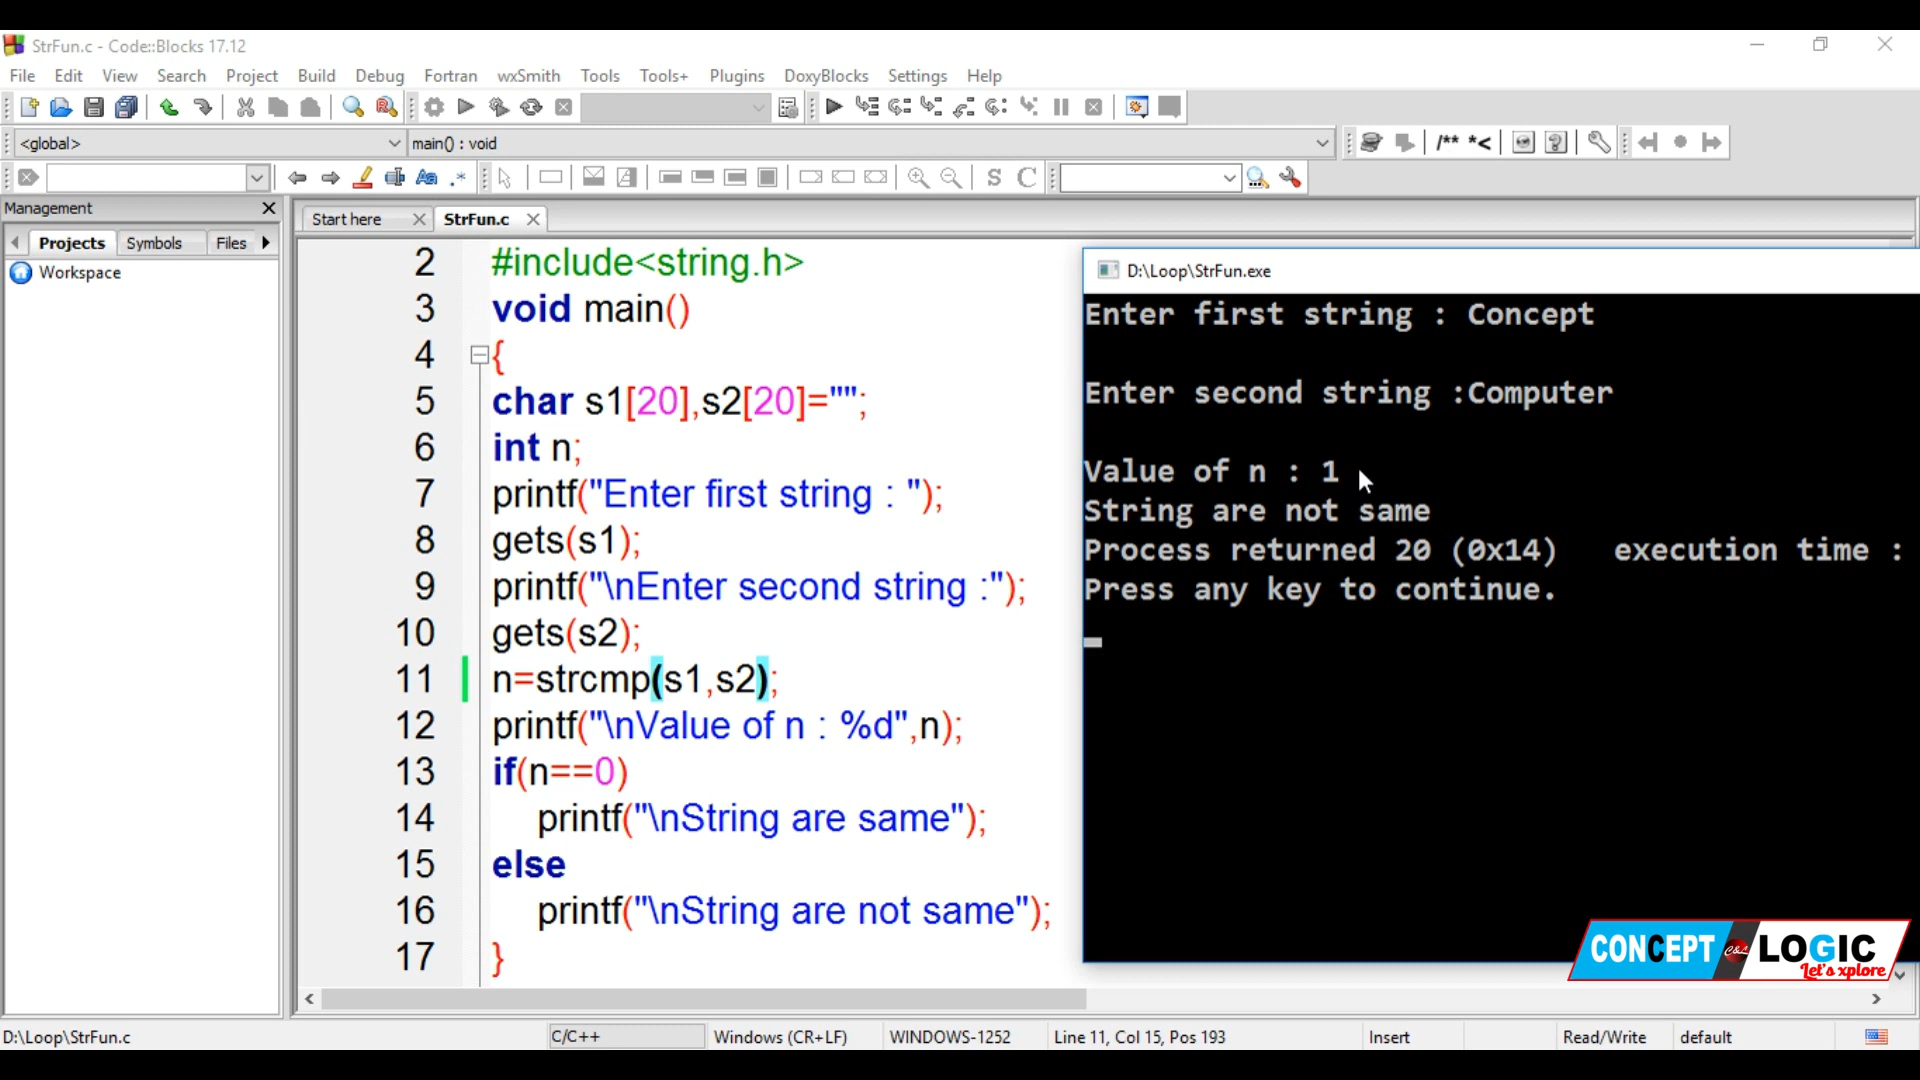 StrFun.c - Code::Blocks 17.12
File Edit View Search Project Build Debug Fortran wxSmith Tools Tools+ Plugins DoxyBlocks Settings Help
<global> main() : void
/** *<
Aa .* S C
Management
Projects Symbols Files
Workspace
Start here StrFun.c
2 #include<string.h>
3 void main()
4 {
5 char s1[20],s2[20]="";
6 int n;
7 printf("Enter first string : ");
8 gets(s1);
9 printf("\nEnter second string :");
10 gets(s2);
11 n=strcmp(s1,s2);
12 printf("\nValue of n : %d",n);
13 if(n==0)
14 printf("\nString are same");
15 else
16 printf("\nString are not same");
17 }
D:\Loop\StrFun.exe
Enter first string : Concept
Enter second string :Computer
Value of n : 1
String are not same
Process returned 20 (0x14) execution time :
Press any key to continue.
CONCEPT C&L LOGIC
Let's xplore
D:\Loop\StrFun.c C/C++ Windows (CR+LF) WINDOWS-1252 Line 11, Col 15, Pos 193 Insert Read/Write default